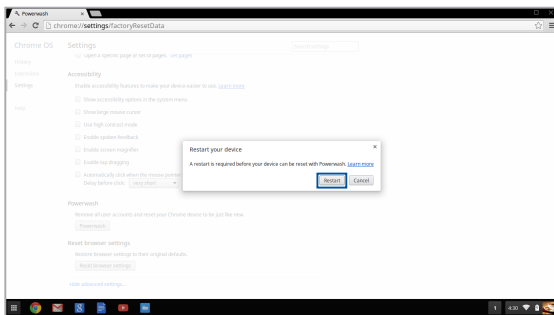 Powerwash
chrome://settings/factoryResetData
Chrome OS
Settings
Search settings
History
Open a specific page or set of pages. Set pages
Extensions
Accessibility
Settings
Enable accessibility features to make your device easier to use. Learn more
Show accessibility options in the system menu
Help
Show large mouse cursor
Use high contrast mode
Enable spoken feedback
Enable screen magnifier
Enable tap dragging
Automatically click when the mouse pointer
Delay before click: very short
Restart your device
A restart is required before your device can be reset with Powerwash. Learn more
Restart
Cancel
Powerwash
Remove all user accounts and reset your Chrome device to be just like new.
Powerwash
Reset browser settings
Restore browser settings to their original defaults.
Reset browser settings
Hide advanced settings...
1
4:30